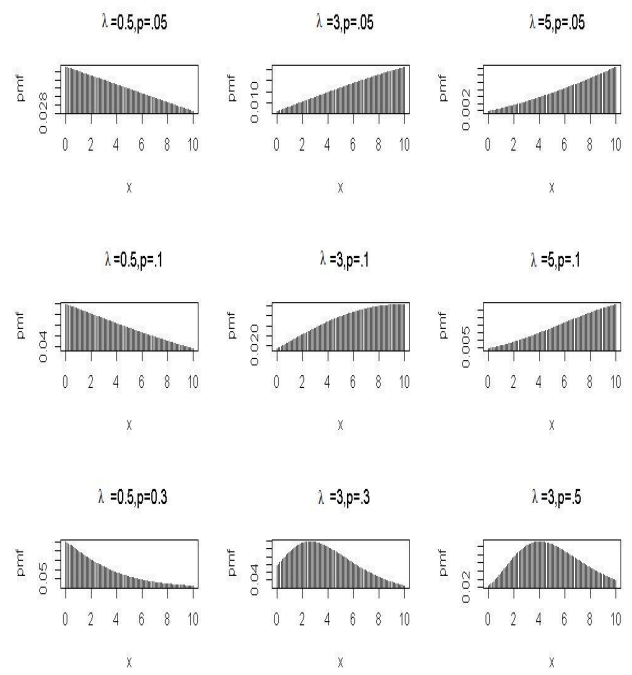 λ =0.5,p=.05 λ =3,p=.05 λ =5,p=.05
pmf 0.028 pmf 0.010 pmf 0.002
0 2 4 6 8 10 0 2 4 6 8 10 0 2 4 6 8 10
x x x
λ =0.5,p=.1 λ =3,p=.1 λ =5,p=.1
pmf 0.04 pmf 0.020 pmf 0.005
0 2 4 6 8 10 0 2 4 6 8 10 0 2 4 6 8 10
x x x
λ =0.5,p=0.3 λ =3,p=.3 λ =3,p=.5
pmf 0.05 pmf 0.04 pmf 0.02
0 2 4 6 8 10 0 2 4 6 8 10 0 2 4 6 8 10
x x x